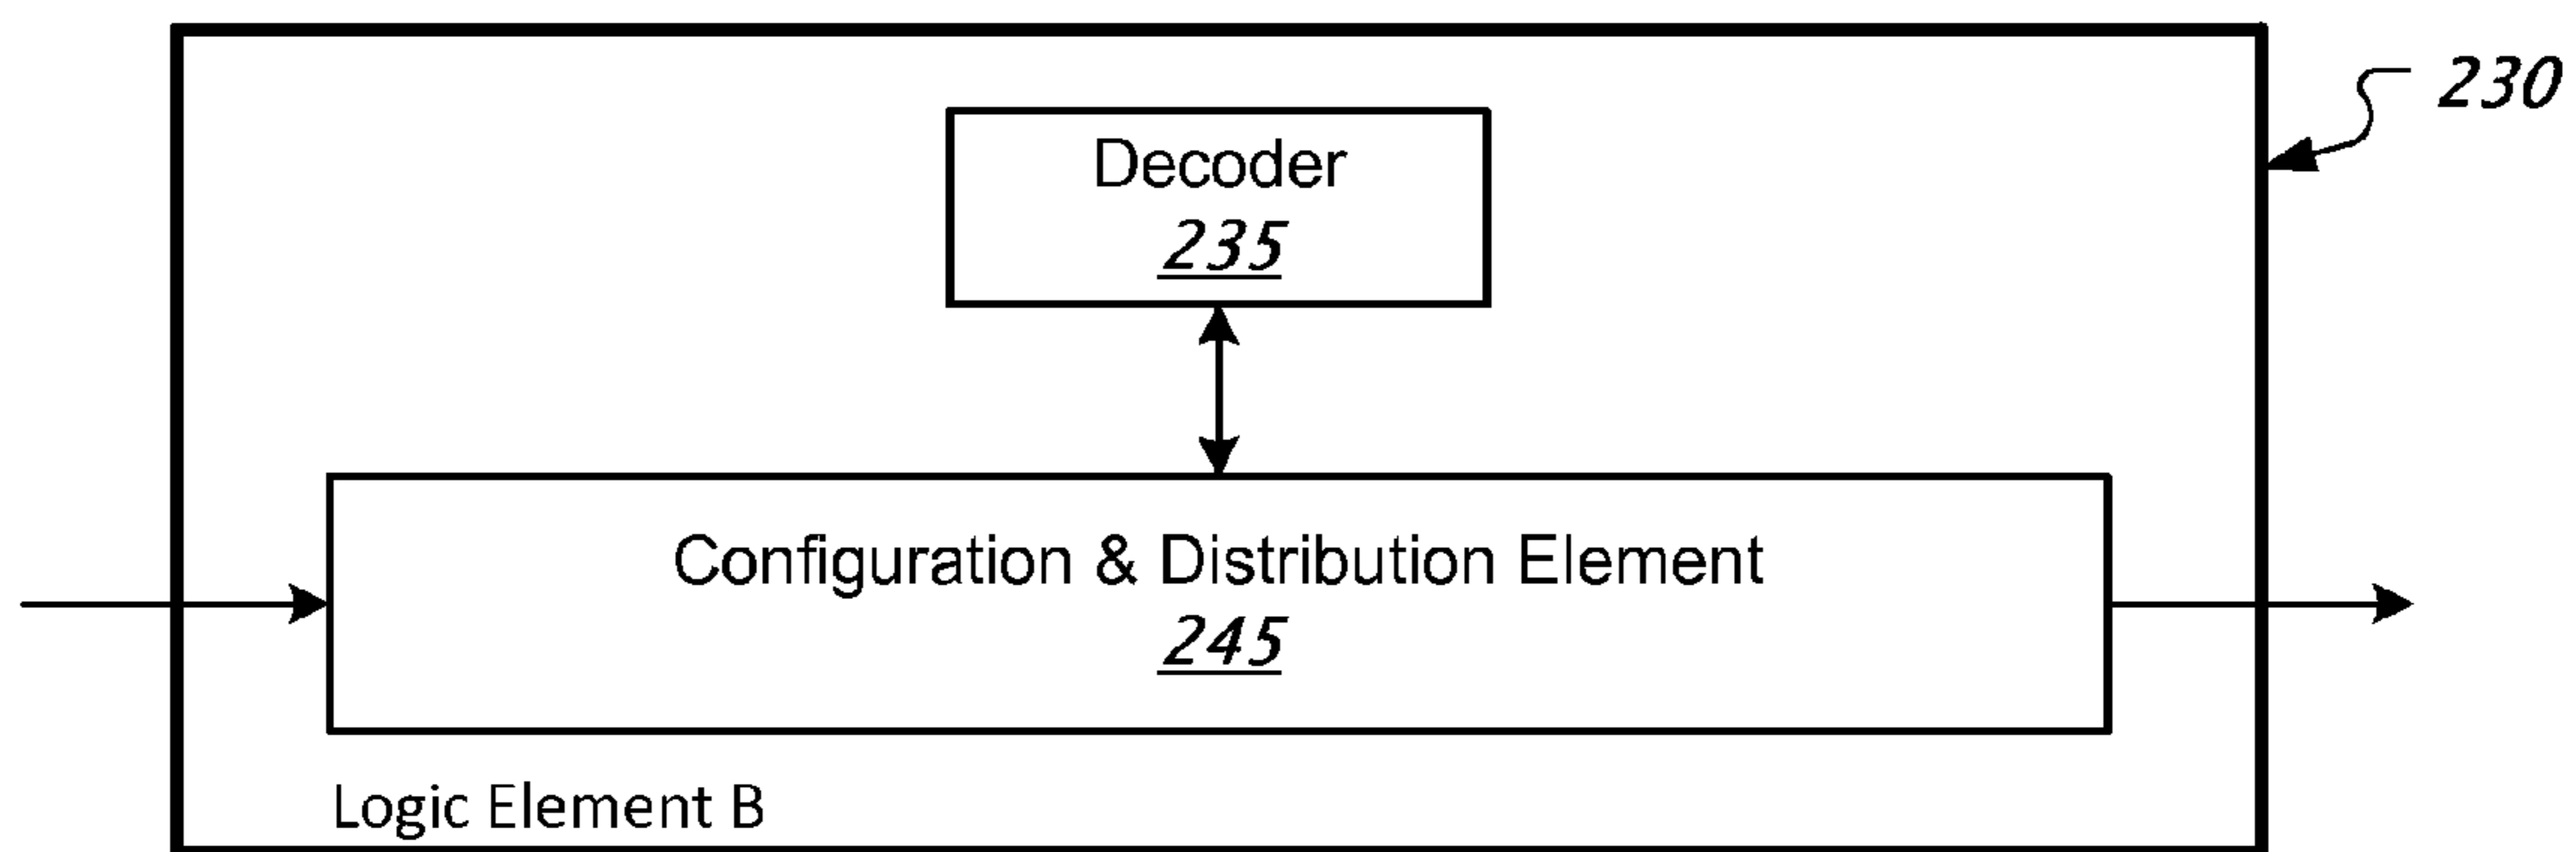 230
Decoder
235
Configuration & Distribution Element
245
Logic Element B